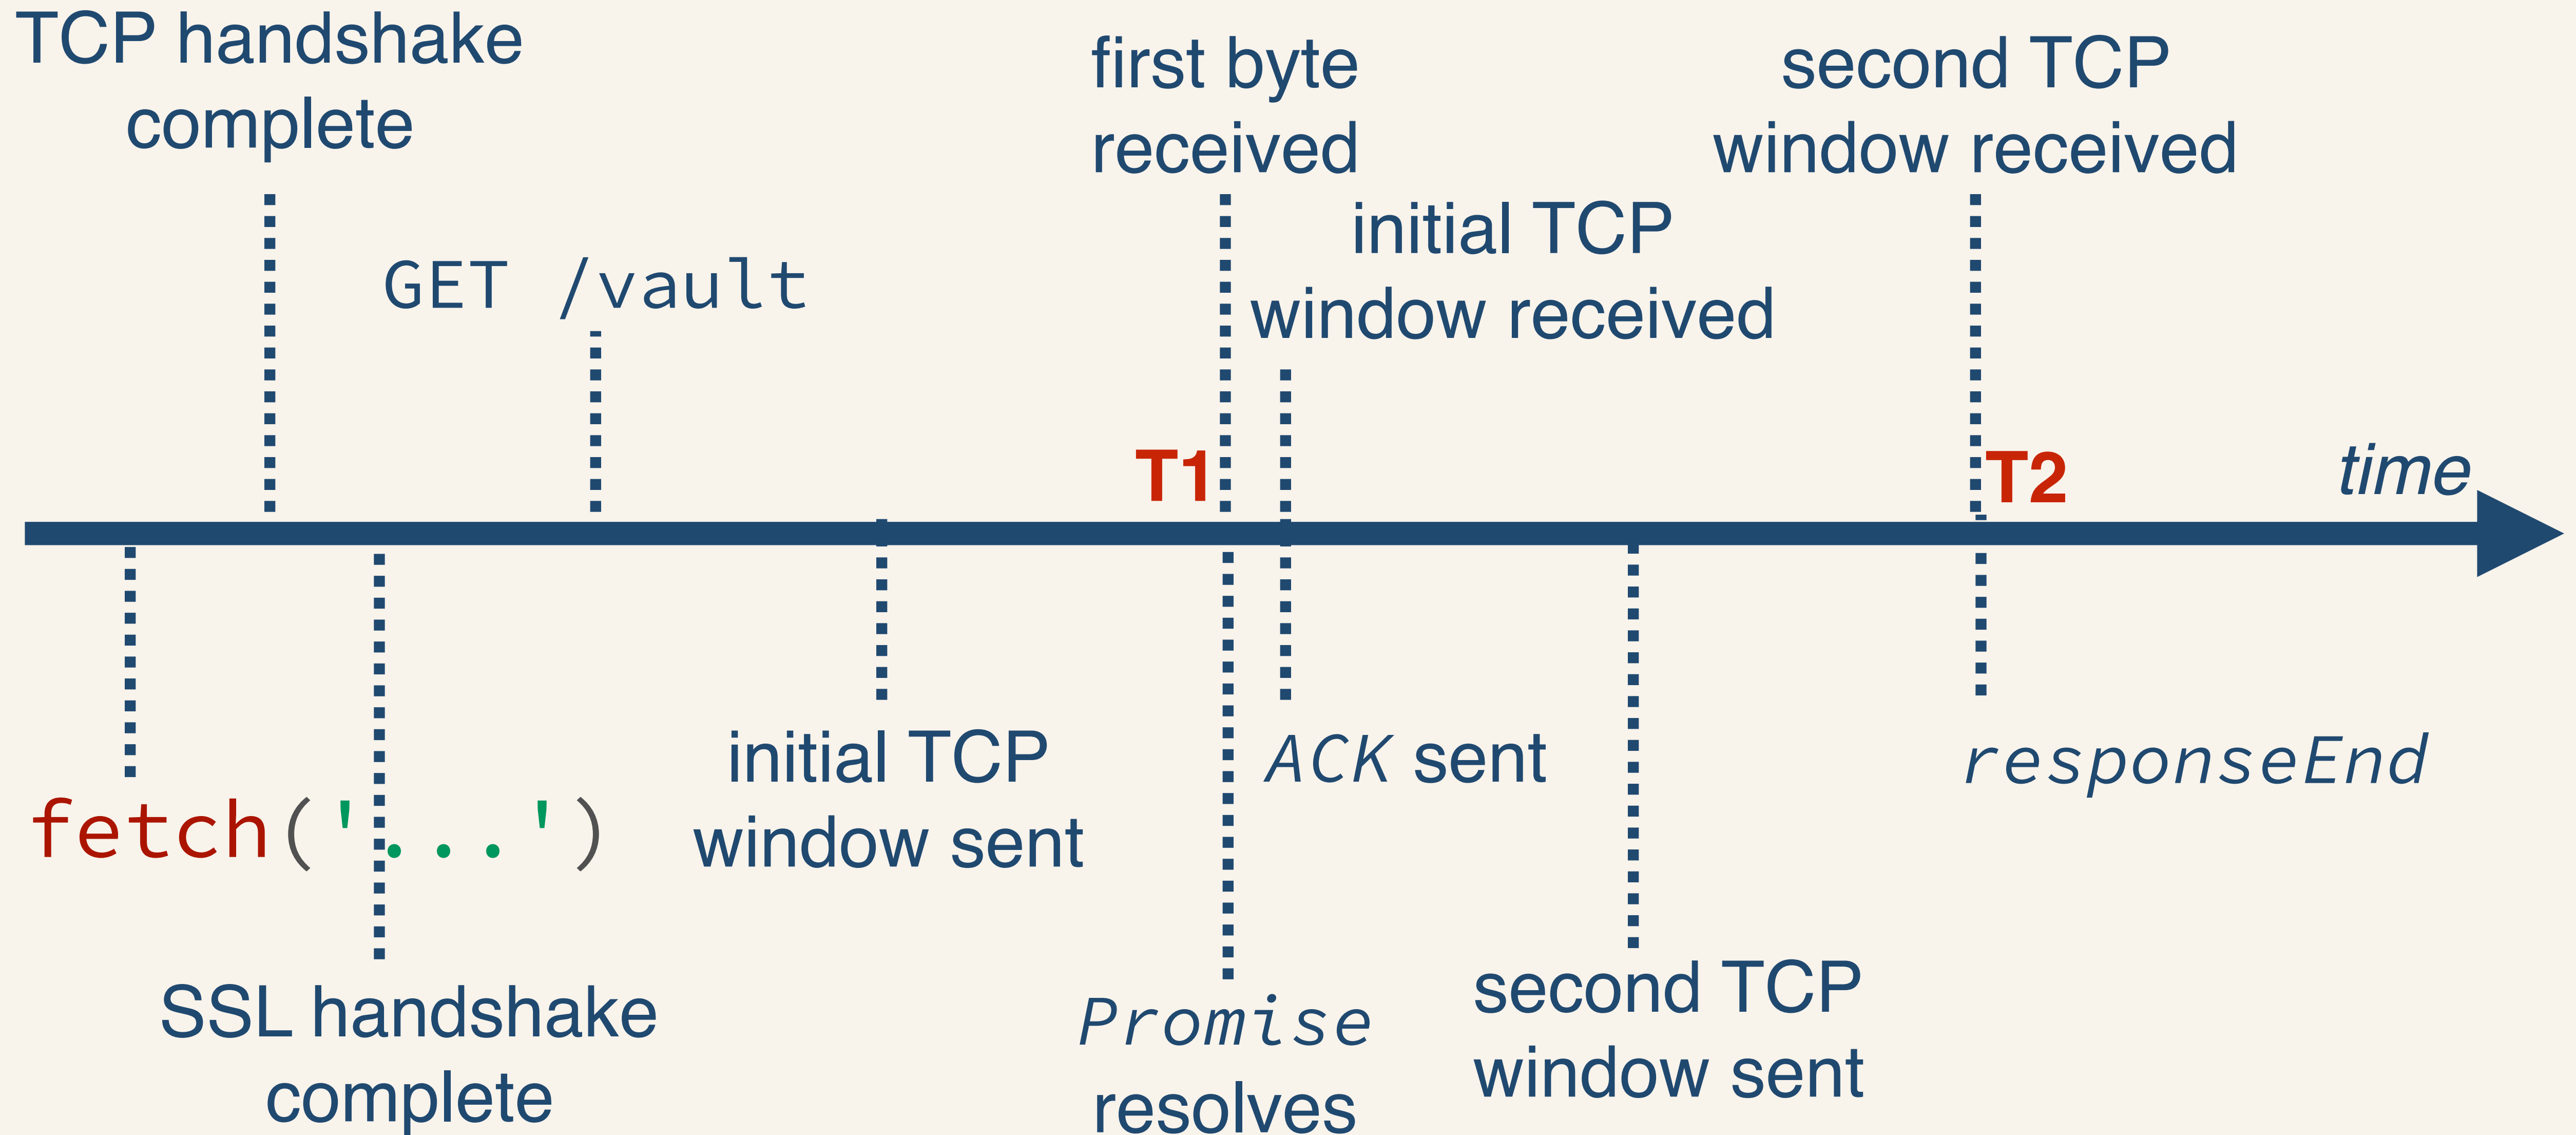 TCP handshake
complete
GET /vault
first byte
received
initial TCP
window received
second TCP
window received
T1
T2
time
fetch('...')
SSL handshake
complete
initial TCP
window sent
Promise
resolves
ACK sent
second TCP
window sent
responseEnd